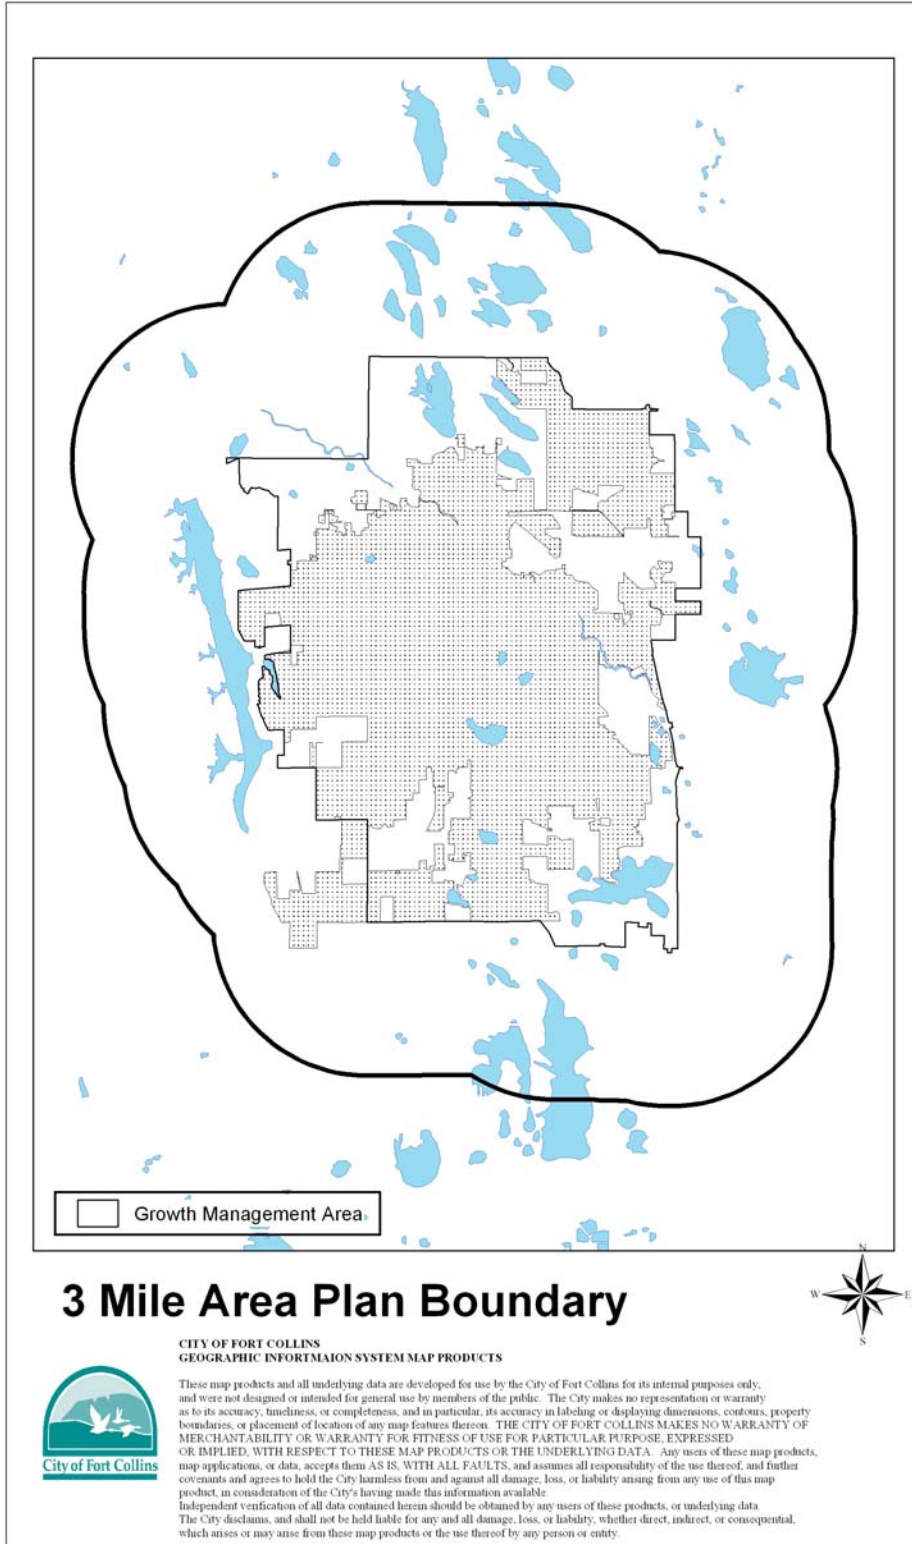 Growth Management Area
3 Mile Area Plan Boundary
N
W E
S
CITY OF FORT COLLINS
GEOGRAPHIC INFORTMAION SYSTEM MAP PRODUCTS
These map products and all underlying data are developed for use by the City of Fort Collins for its internal purposes only,
and were not designed or intended for general use by members of the public. The City makes no representation or warranty
as to its accuracy, timeliness, or completeness, and in particular, its accuracy in labeling or displaying dimensions, contours, property
boundaries, or placement of location of any map features thereon. THE CITY OF FORT COLLINS MAKES NO WARRANTY OF
MERCHANTABILITY OR WARRANTY FOR FITNESS OF USE FOR PARTICULAR PURPOSE, EXPRESSED
OR IMPLIED, WITH RESPECT TO THESE MAP PRODUCTS OR THE UNDERLYING DATA. Any users of these map products,
map applications, or data, accepts them AS IS, WITH ALL FAULTS, and assumes all responsibility of the use thereof, and further
covenants and agrees to hold the City harmless from and against all damage, loss, or liability arising from any use of this map
product, in consideration of the City's having made this information available.
Independent verification of all data contained herein should be obtained by any users of these products, or underlying data.
The City disclaims, and shall not be held liable for any and all damage, loss, or liability, whether direct, indirect, or consequential,
which arises or may arise from these map products or the use thereof by any person or entity.
City of Fort Collins